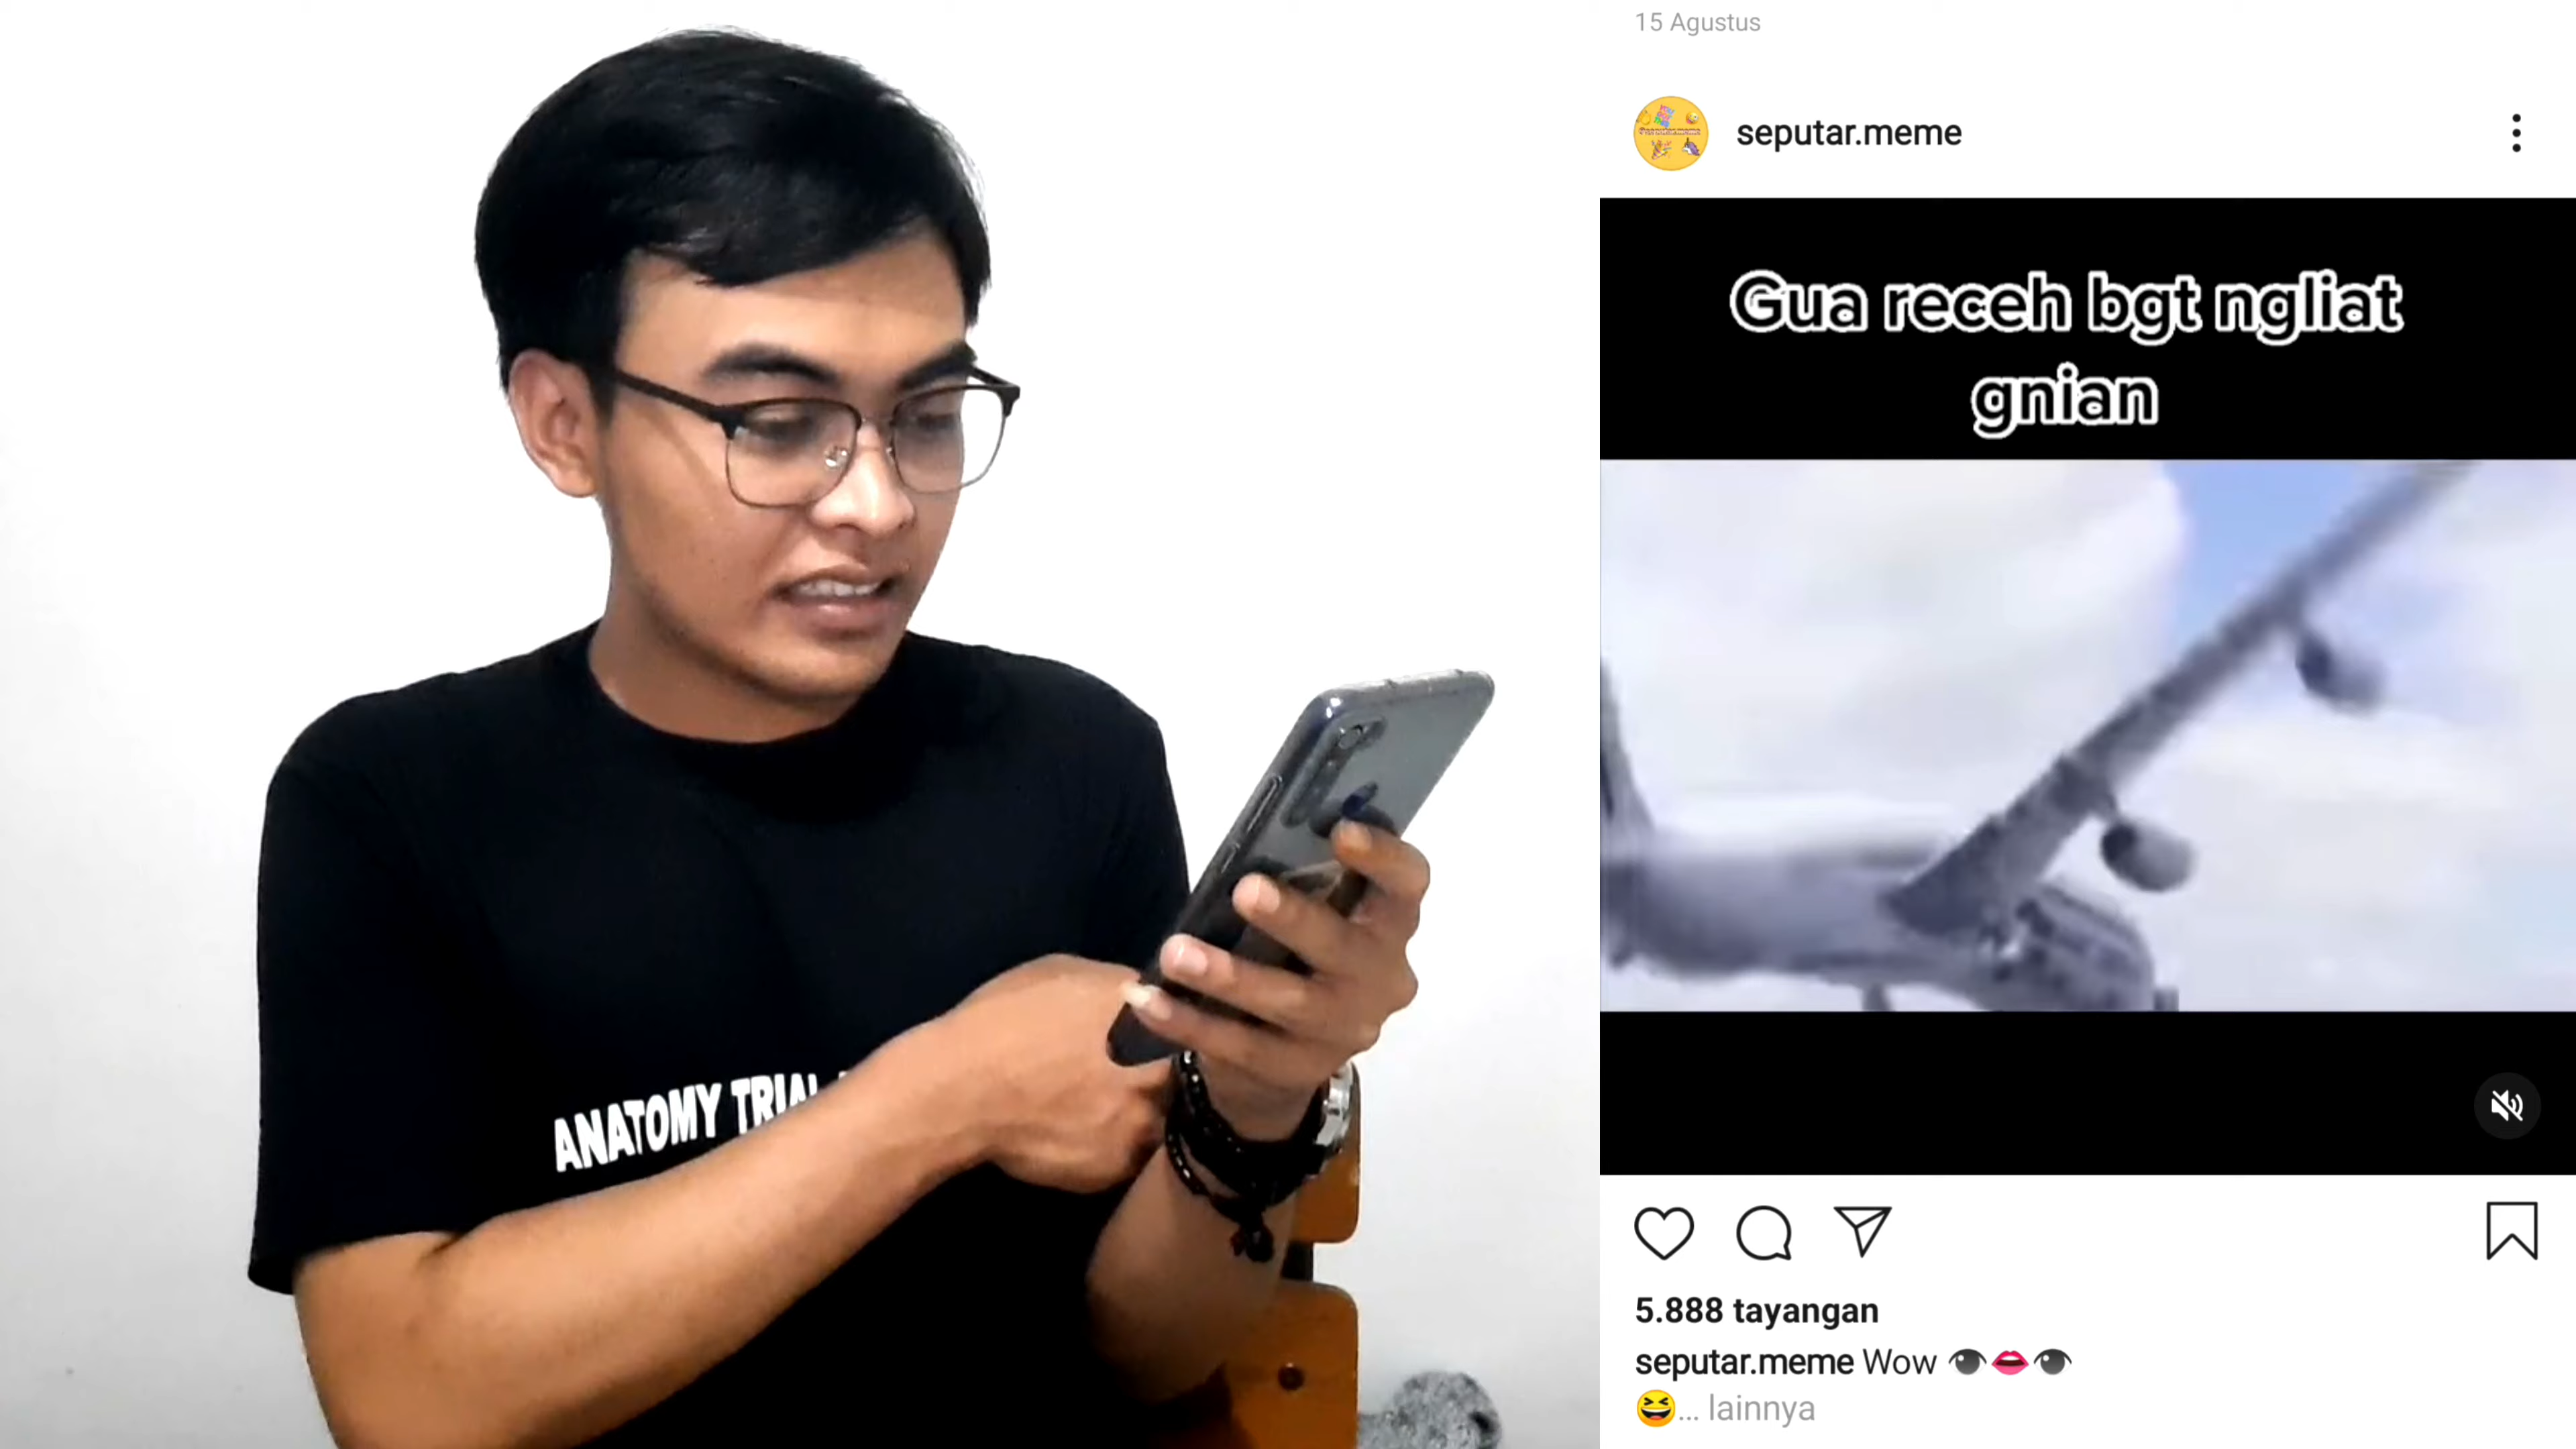 15 Agustus
seputar.meme
Gua receh bgt ngliat
gnian
ANATOMY TRIAL
5.888 tayangan
seputar.meme Wow 👁👄👁
😆... lainnya